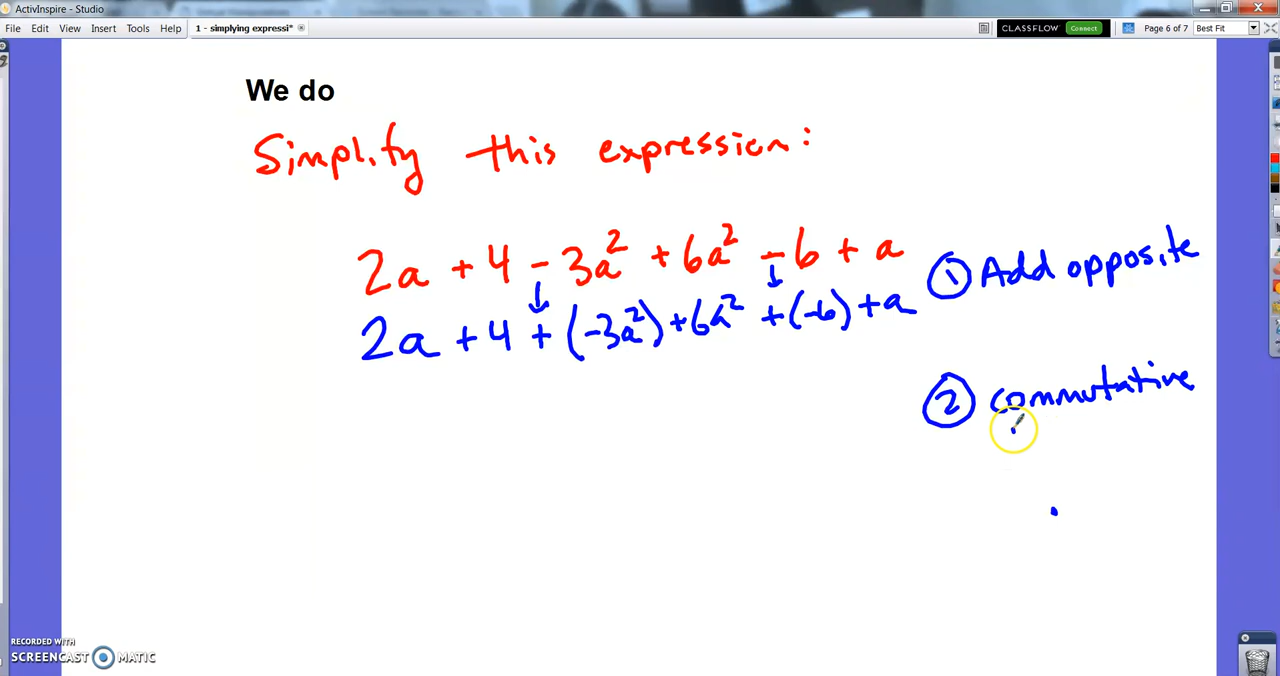 ActivInspire - Studio
File Edit View Insert Tools Help 1 - simplying expressi* CLASSFLOW Connect Page 6 of 7 Best Fit
We do
Simplify this expression:
2a + 4 - 3a² + 6a² - 6 + a
① Add opposite
2a + 4 + (-3a²) + 6a² + (-6) + a
② commutative
RECORDED WITH
SCREENCAST MATIC